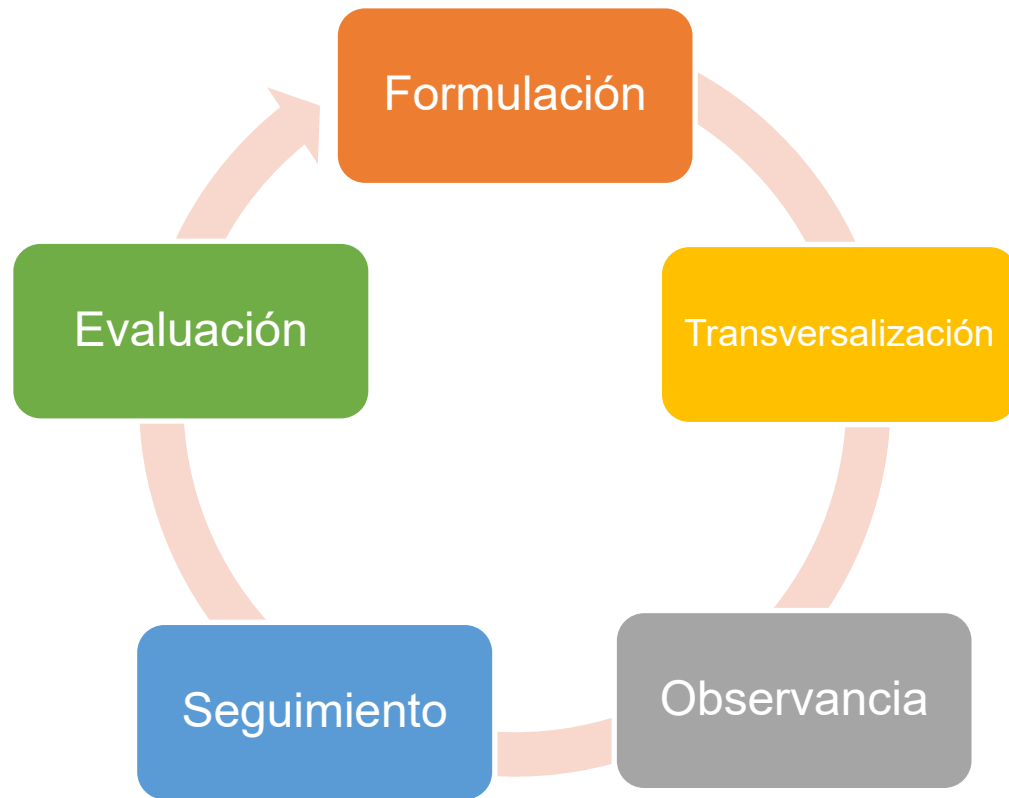 Formulación
Transversalización
Observancia
Seguimiento
Evaluación